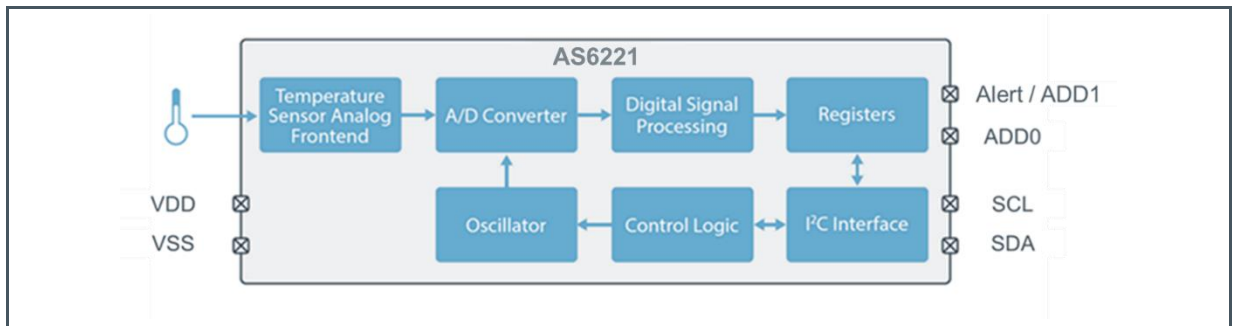 AS6221
Temperature
Sensor Analog
Frontend
A/D Converter
Digital Signal
Processing
Registers
Alert / ADD1
ADD0
VDD
VSS
Oscillator
Control Logic
I²C Interface
SCL
SDA